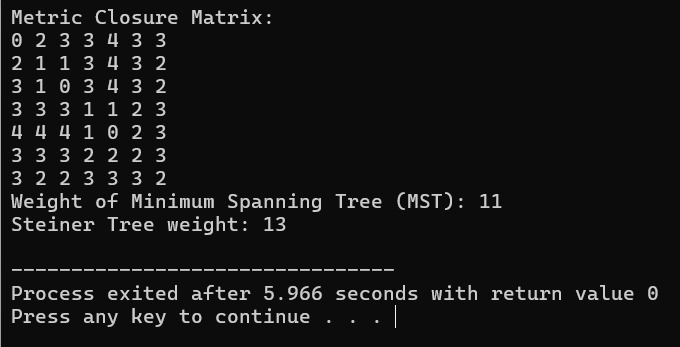 Metric Closure Matrix:
0 2 3 3 4 3 3
2 1 1 3 4 3 2
3 1 0 3 4 3 2
3 3 3 1 1 2 3
4 4 4 1 0 2 3
3 3 3 2 2 2 3
3 2 2 3 3 3 2
Weight of Minimum Spanning Tree (MST): 11
Steiner Tree weight: 13
--------------------------------
Process exited after 5.966 seconds with return value 0
Press any key to continue . . .